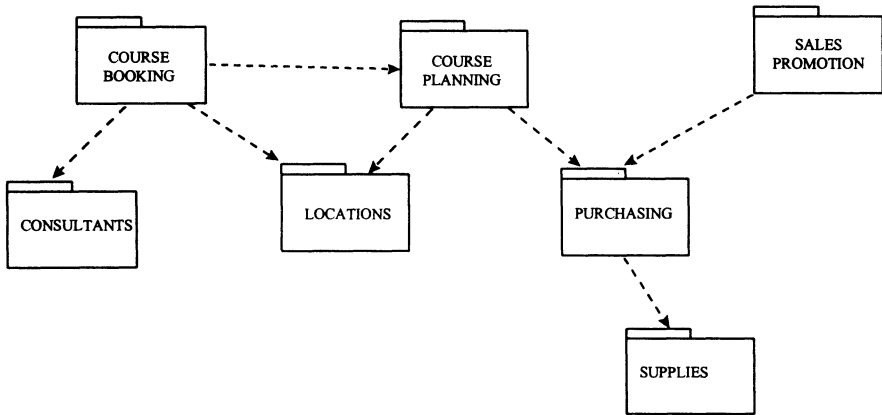 COURSE
BOOKING
COURSE
PLANNING
SALES
PROMOTION
CONSULTANTS
LOCATIONS
PURCHASING
SUPPLIES